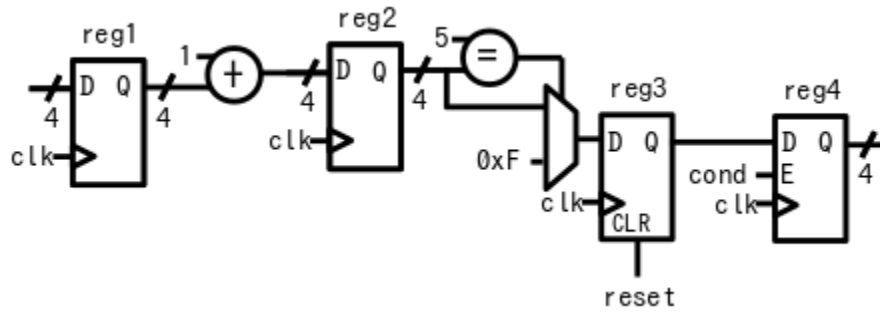 reg1
1
+
D Q
4
4
clk
reg2
4
D Q
4
clk
5
=
0xF
reg3
D Q
clk
CLR
reset
reg4
D Q
cond
E
clk
4